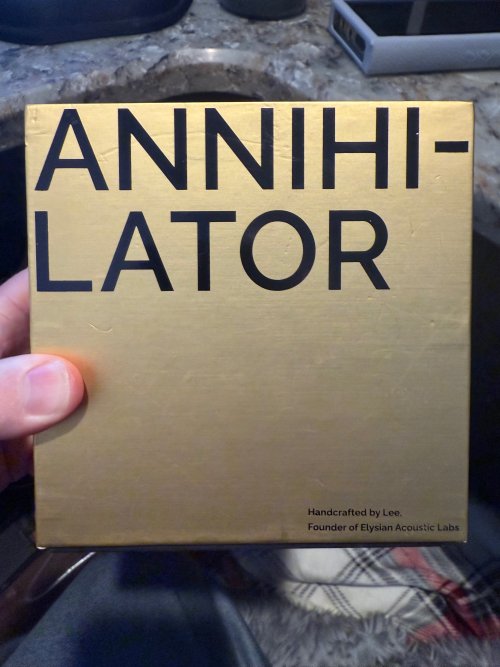 ANNIHI-
LATOR
Handcrafted by Lee.
Founder of Elysian Acoustic Labs